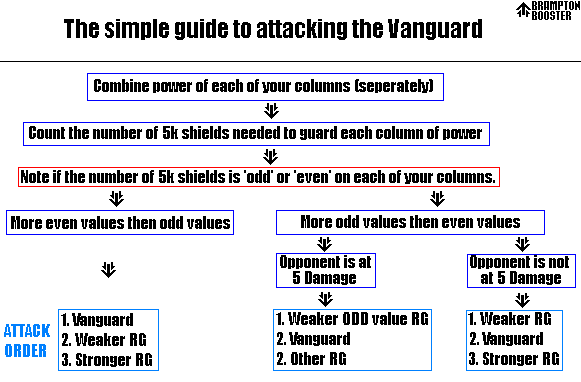 BRAMPTON
BOOSTER
The simple guide to attacking the Vanguard
Combine power of each of your columns (seperately)
Count the number of 5k shields needed to guard each column of power
Note if the number of 5k shields is 'odd' or 'even' on each of your columns.
More even values then odd values
More odd values then even values
Opponent is at
5 Damage
Opponent is not
at 5 Damage
ATTACK
ORDER
1. Vanguard
2. Weaker RG
3. Stronger RG
1. Weaker ODD value RG
2. Vanguard
2. Other RG
1. Weaker RG
2. Vanguard
3. Stronger RG